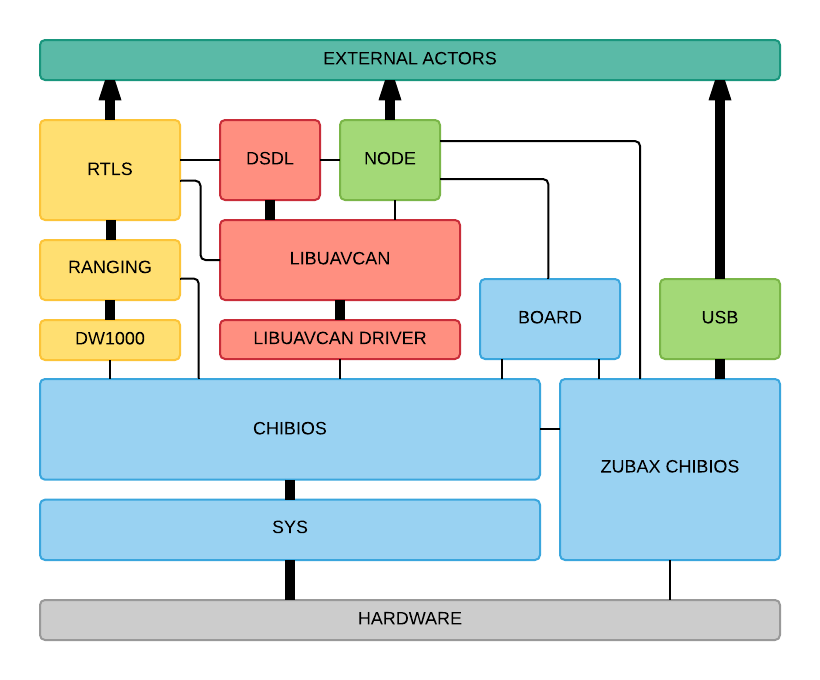 EXTERNAL ACTORS
RTLS
DSDL
NODE
RANGING
LIBUAVCAN
DW1000
LIBUAVCAN DRIVER
BOARD
USB
CHIBIOS
ZUBAX CHIBIOS
SYS
HARDWARE